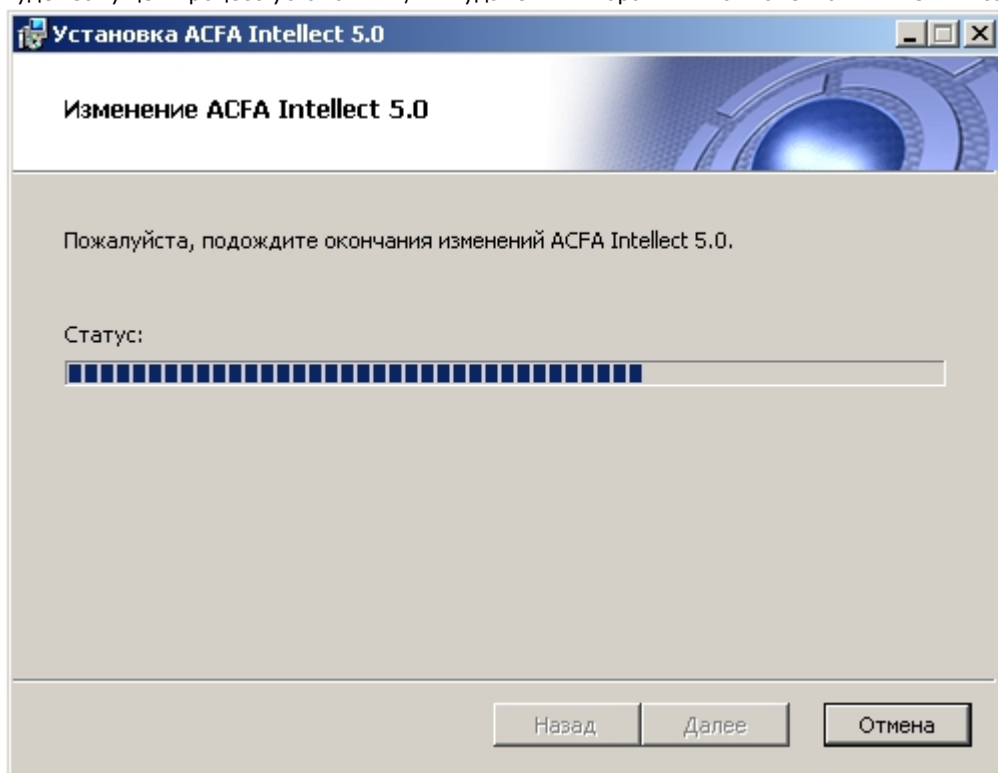 Установка ACFA Intellect 5.0
Изменение ACFA Intellect 5.0
Пожалуйста, подождите окончания изменений ACFA Intellect 5.0.
Статус:
Назад
Далее
Отмена